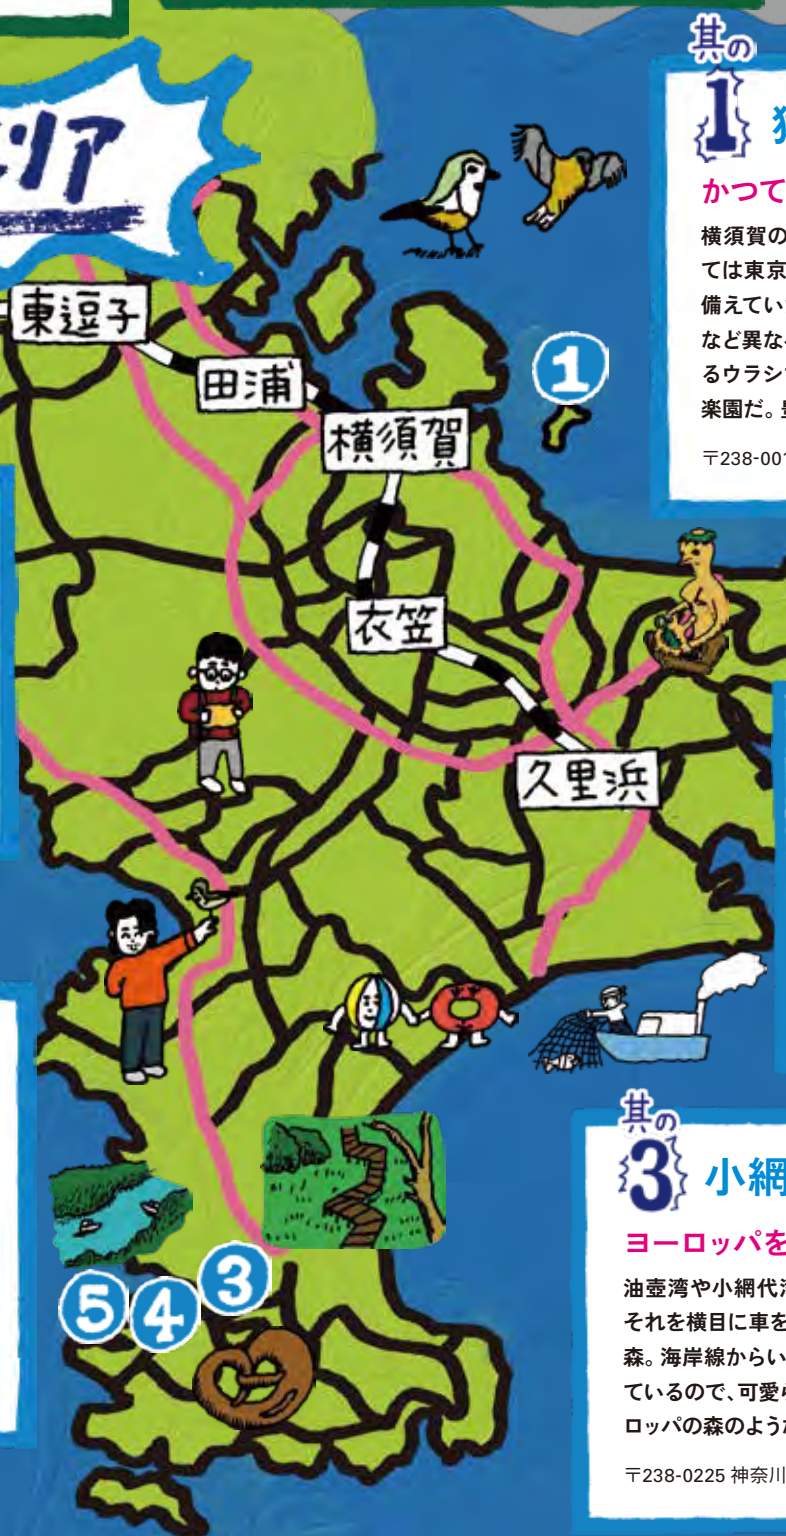 エリア
東逗子
田浦
横須賀
衣笠
久里浜
1
3
4
5
其の
1
かつて
横須賀の
ては東京
備えてい
など異な
るウラシ
楽園だ。
〒238-001
其の
3 小網
ヨーロッパを
油壺湾や小網代
それを横目に車を
森。海岸線からい
ているので、可愛
ロッパの森のよう
〒238-0225 神奈川